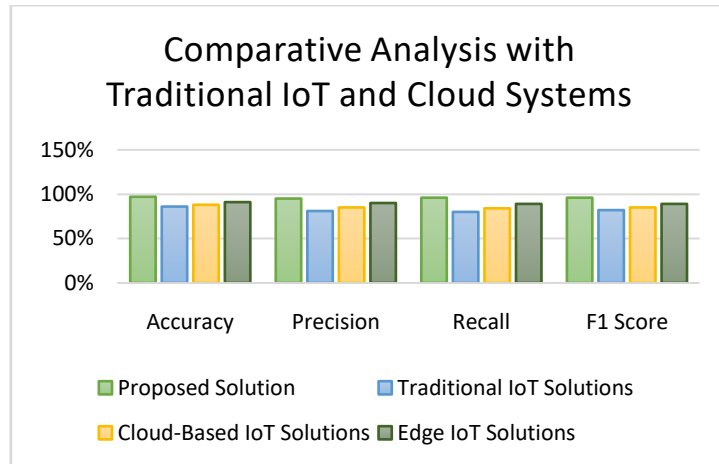 Comparative Analysis with
Traditional IoT and Cloud Systems
150%
100%
50%
0%
Accuracy Precision Recall F1 Score
Proposed Solution Traditional IoT Solutions
Cloud-Based IoT Solutions Edge IoT Solutions